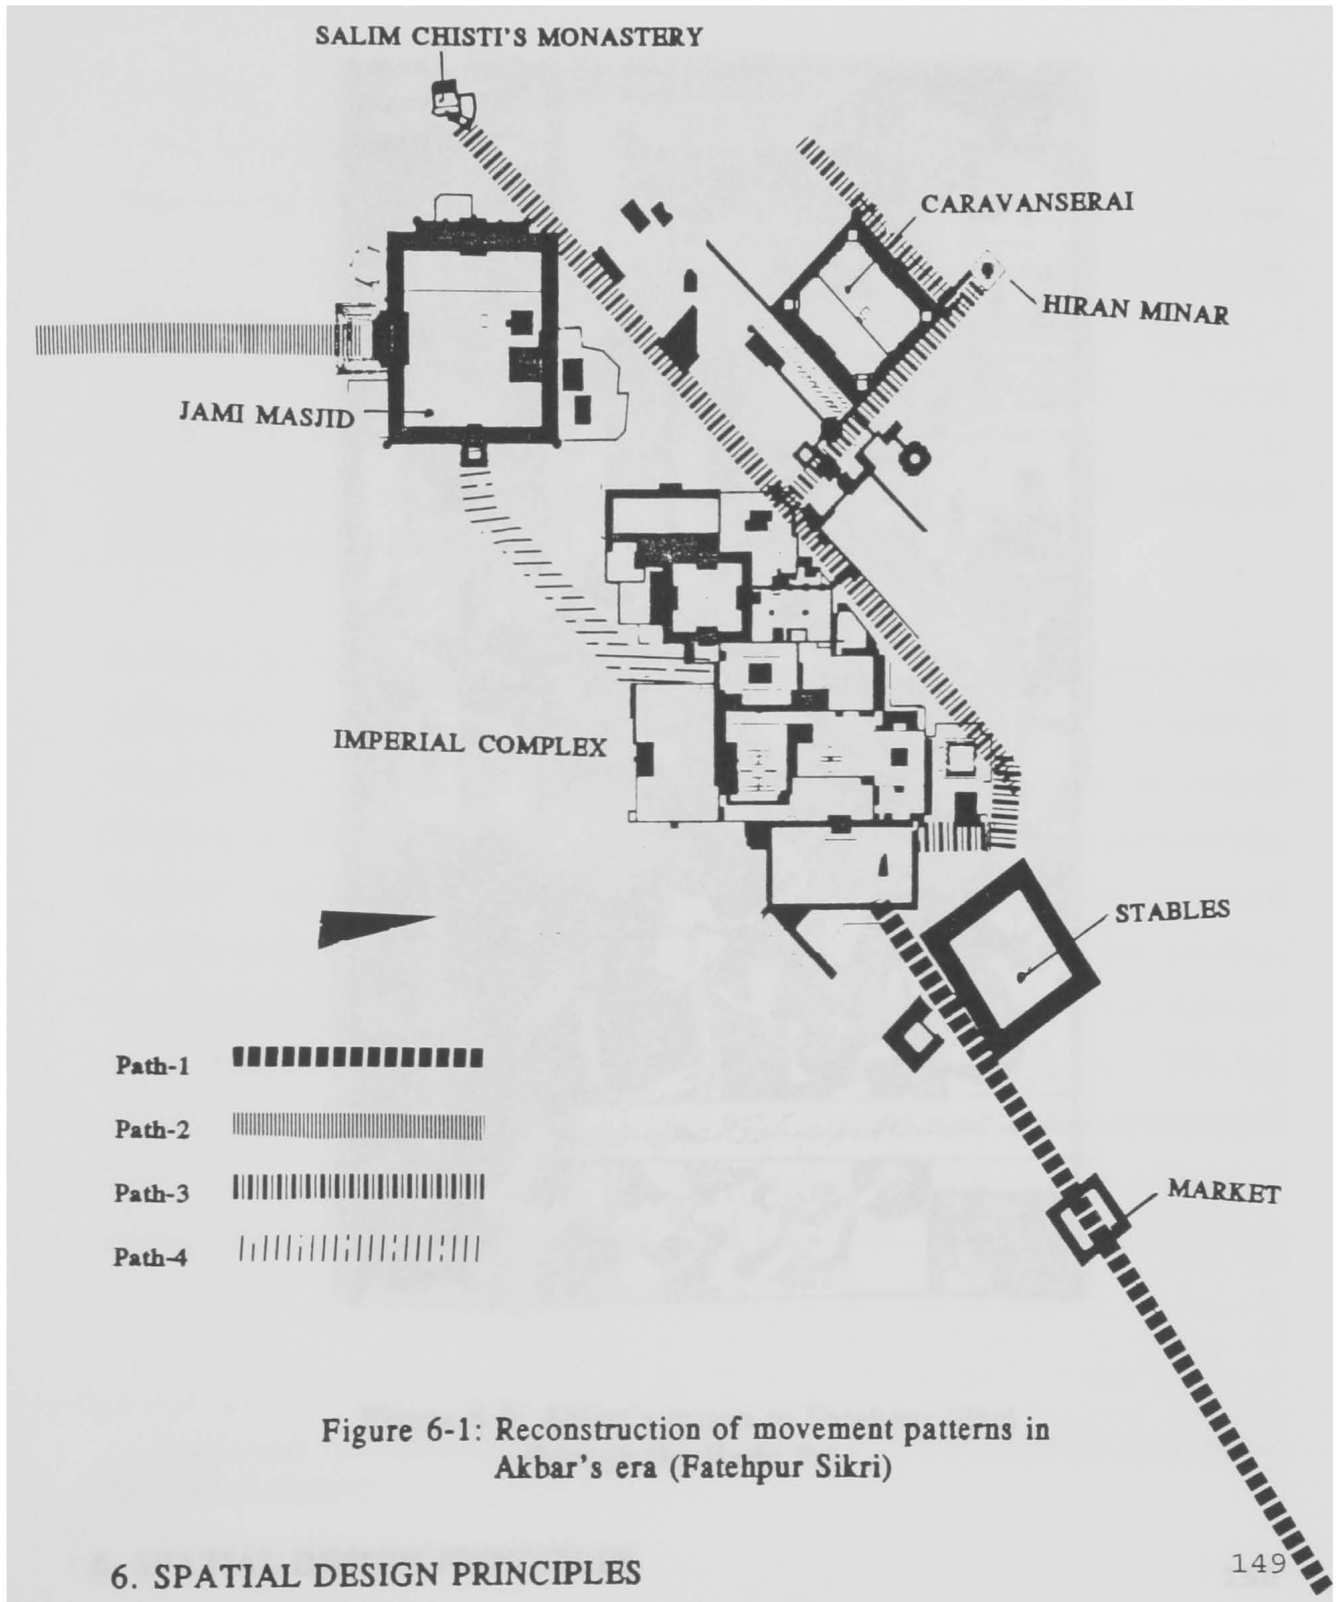 SALIM CHISTI'S MONASTERY
CARAVANSERAI
HIRAN MINAR
JAMI MASJID
IMPERIAL COMPLEX
STABLES
Path-1
Path-2
Path-3
Path-4
MARKET
Figure 6-1: Reconstruction of movement patterns in
Akbar's era (Fatehpur Sikri)
6. SPATIAL DESIGN PRINCIPLES
149